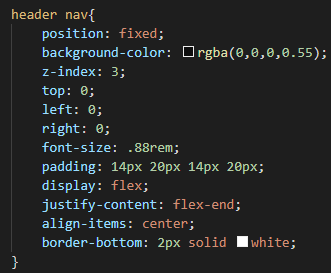 header nav{
position: fixed;
background-color: rgba(0,0,0,0.55);
z-index: 3;
top: 0;
left: 0;
right: 0;
font-size: .88rem;
padding: 14px 20px 14px 20px;
display: flex;
justify-content: flex-end;
align-items: center;
border-bottom: 2px solid white;
}